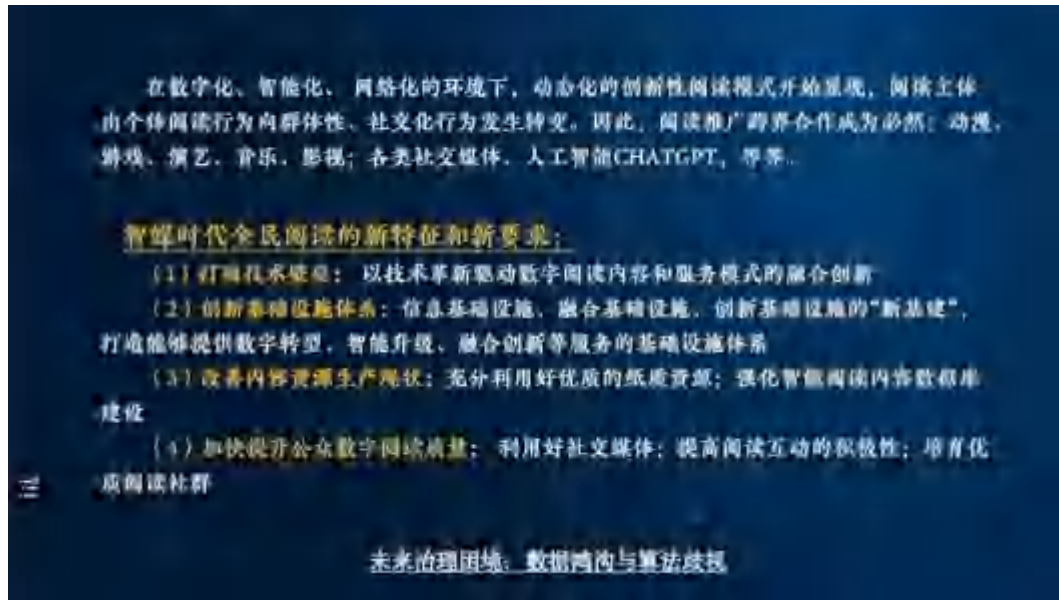 在数字化、智能化、网络化的环境下，动态化的创新性阅读模式开始显现，阅读主体
由个体阅读行为向群体性、社交化行为发生转变。因此，阅读推广跨界合作成为必然：动漫、
游戏、演艺、音乐、影视；各类社交媒体、人工智能CHATGPT，等等..
智媒时代全民阅读的新特征和新要求：
（1）打破技术壁垒： 以技术革新驱动数字阅读内容和服务模式的融合创新
（2）创新基础设施体系：信息基础设施、融合基础设施、创新基础设施的“新基建”，
打造能够提供数字转型、智能升级、融合创新等服务的基础设施体系
（3）改善内容资源生产现状：充分利用好优质的纸质资源；强化智能阅读内容数据库
建设
（4）加快提升公众数字阅读质量： 利用好社交媒体；提高阅读互动的积极性；培育优
质阅读社群
未来治理困境：数据鸿沟与算法歧视